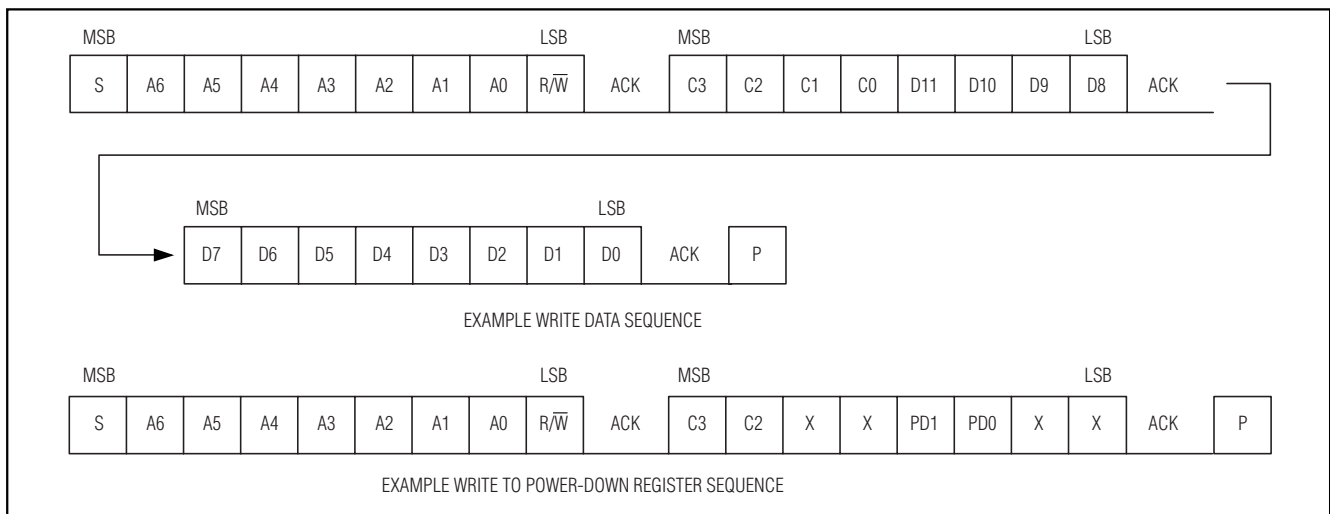 MSB LSB MSB LSB
S A6 A5 A4 A3 A2 A1 A0 R/W̅ ACK C3 C2 C1 C0 D11 D10 D9 D8 ACK
MSB LSB
D7 D6 D5 D4 D3 D2 D1 D0 ACK P
EXAMPLE WRITE DATA SEQUENCE
MSB LSB MSB LSB
S A6 A5 A4 A3 A2 A1 A0 R/W̅ ACK C3 C2 X X PD1 PD0 X X ACK P
EXAMPLE WRITE TO POWER-DOWN REGISTER SEQUENCE